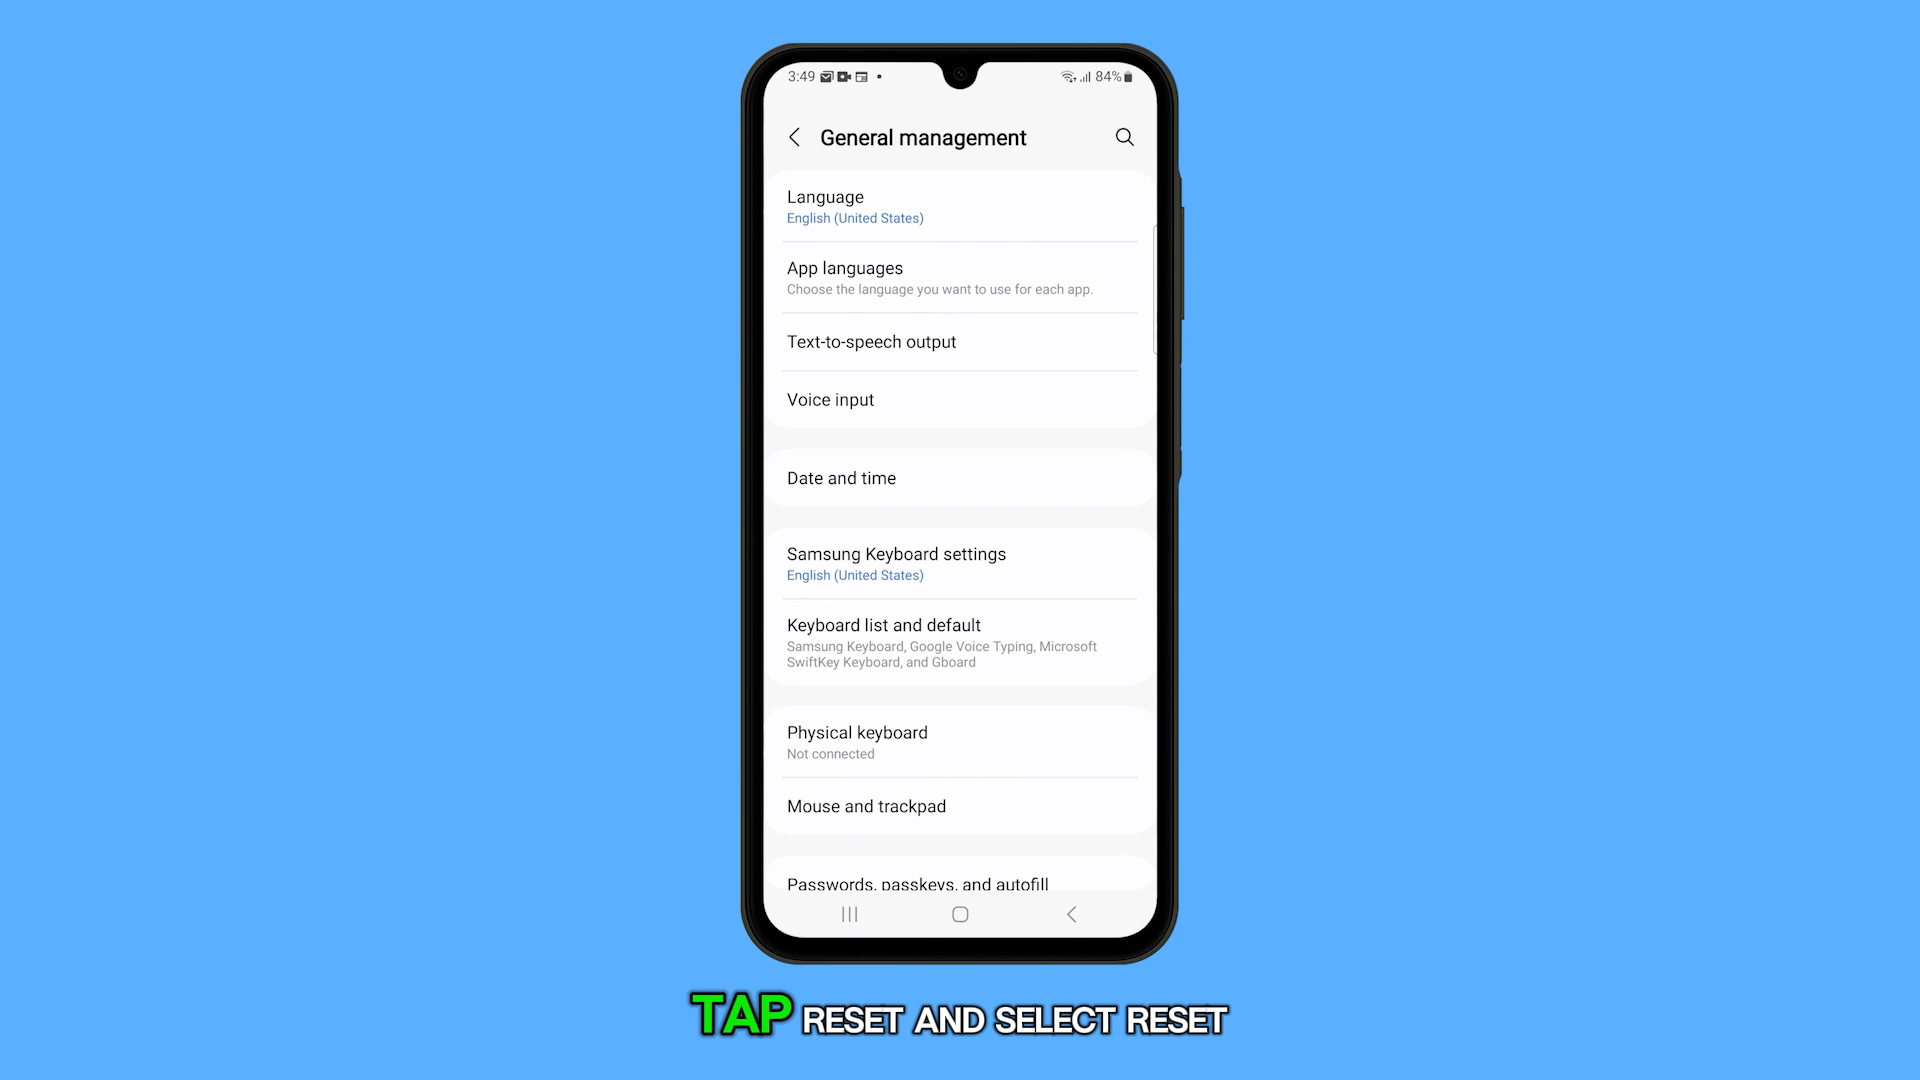 3:49
84%
General management
Language
English (United States)
App languages
Choose the language you want to use for each app.
Text-to-speech output
Voice input
Date and time
Samsung Keyboard settings
English (United States)
Keyboard list and default
Samsung Keyboard, Google Voice Typing, Microsoft
SwiftKey Keyboard, and Gboard
Physical keyboard
Not connected
Mouse and trackpad
Passwords, passkeys, and autofill
TAP RESET AND SELECT RESET